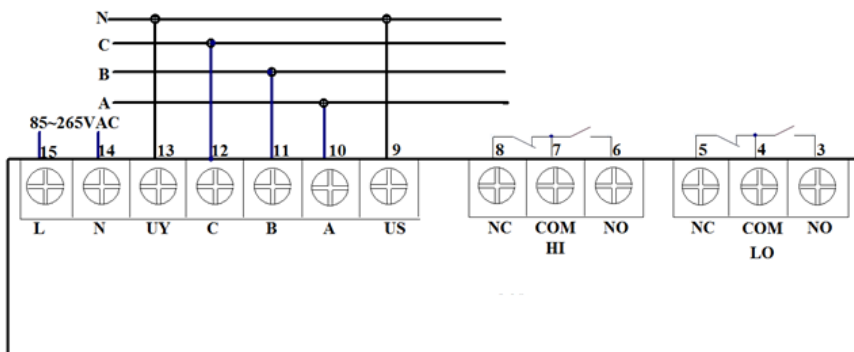 N
C
B
A
85~265VAC
15 14 13 12 11 10 9 8 7 6 5 4 3
L N UY C B A US NC COM NO NC COM NO
HI LO